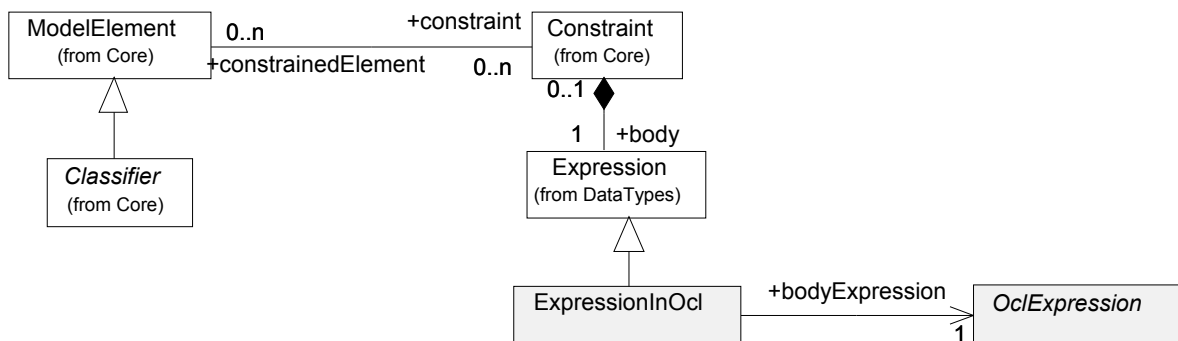 ModelElement
(from Core)
0..n
+constraint
+constrainedElement
0..n
Constraint
(from Core)
0..1
1
+body
Classifier
(from Core)
Expression
(from DataTypes)
ExpressionInOcl
+bodyExpression
1
OclExpression